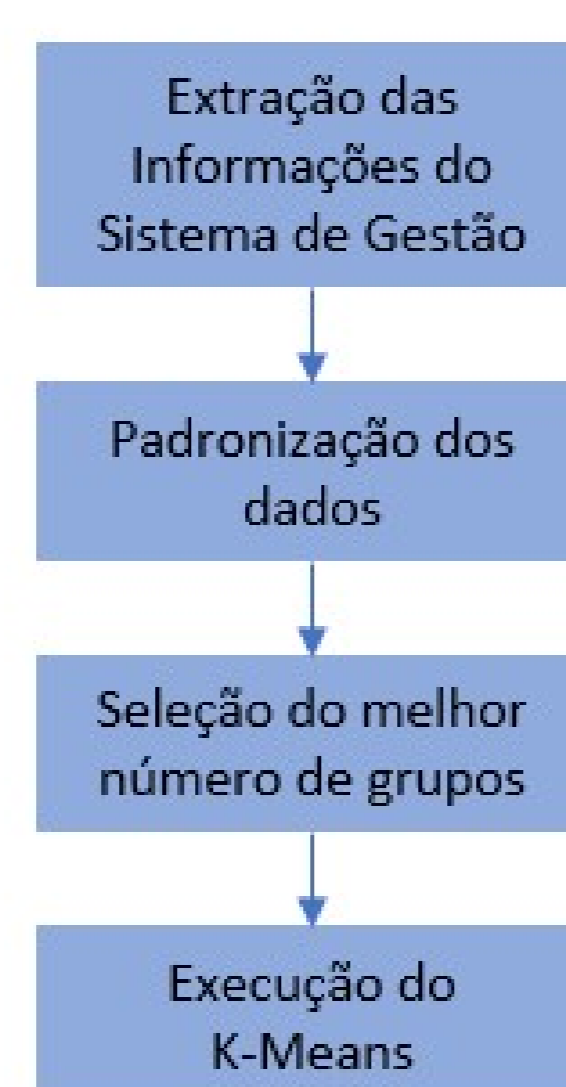 Extração das
Informações do
Sistema de Gestão
Padronização dos
dados
Seleção do melhor
número de grupos
Execução do
K-Means